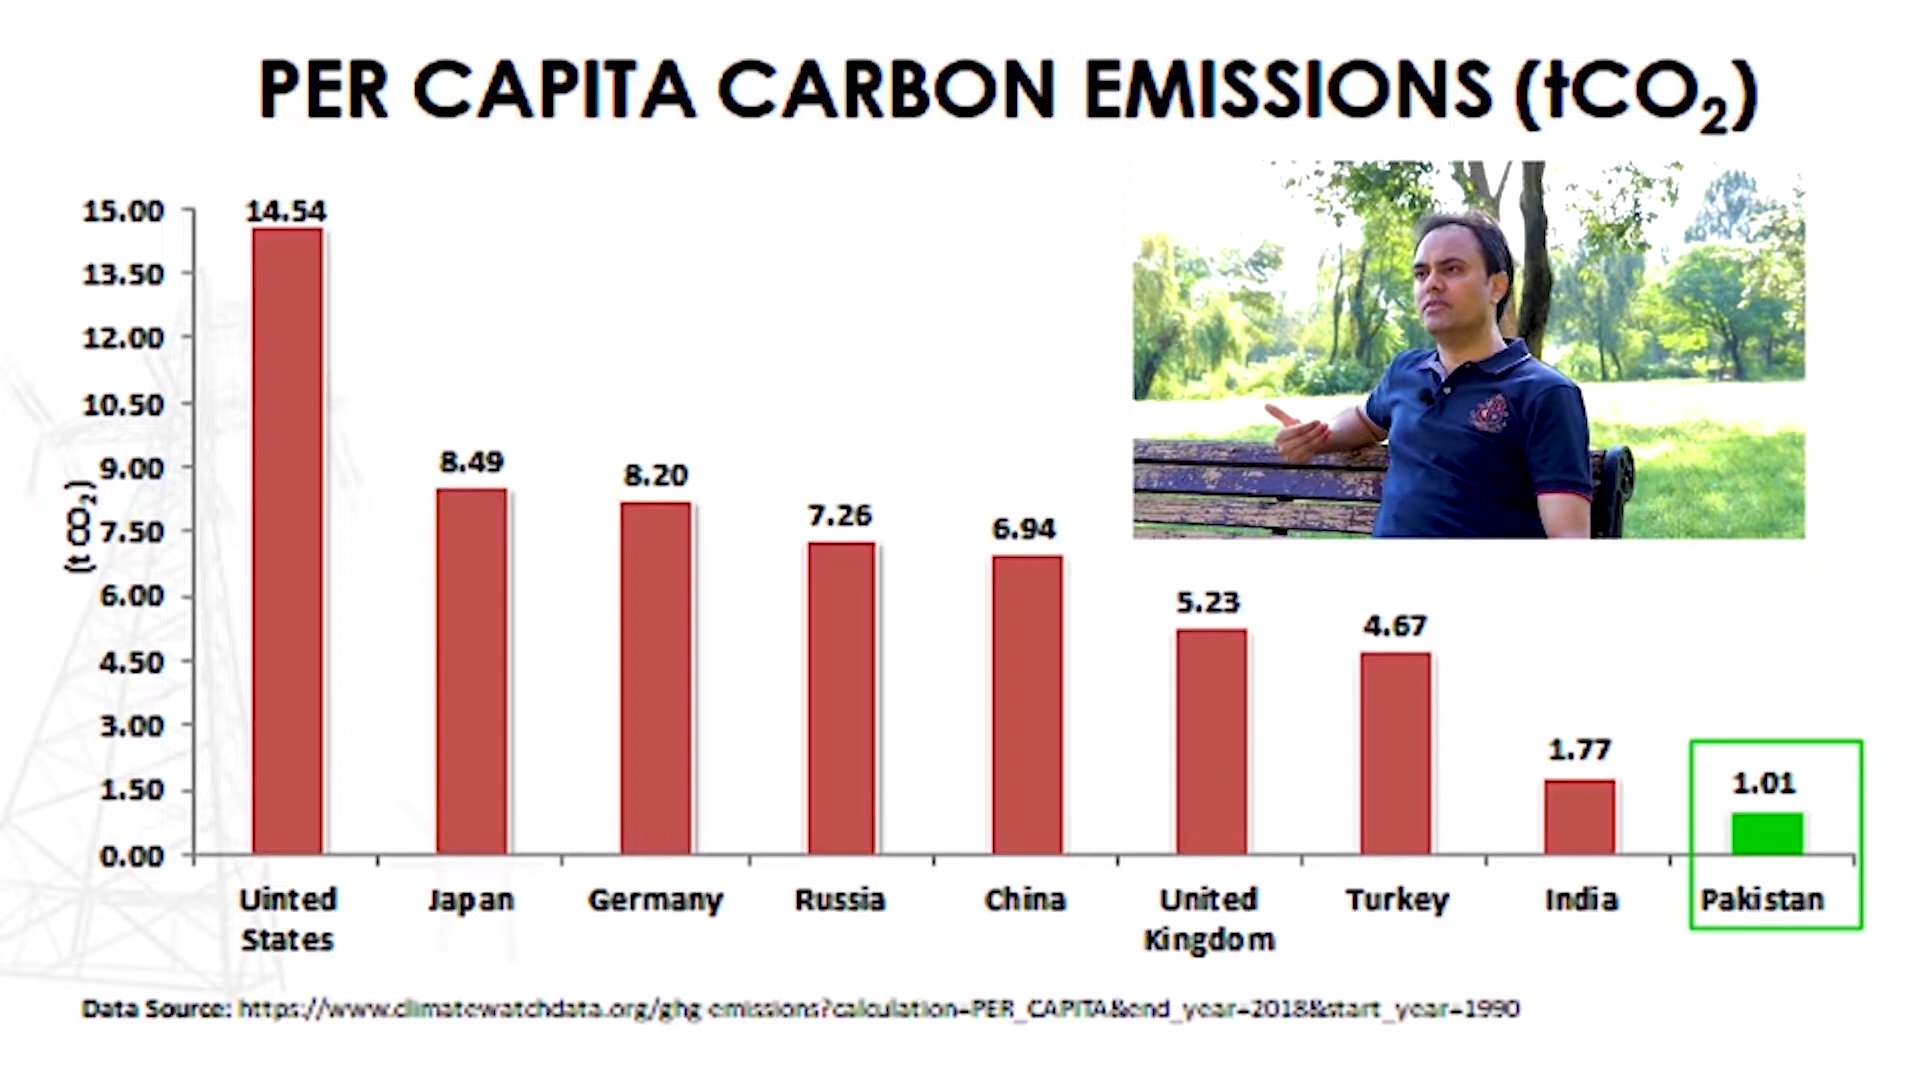 PER CAPITA CARBON EMISSIONS (tCO₂)
15.00
13.50
12.00
10.50
9.00
7.50
6.00
4.50
3.00
1.50
0.00
(t CO₂)
14.54
8.49
8.20
7.26
6.94
5.23
4.67
1.77
1.01
Uinted
States
Japan
Germany
Russia
China
United
Kingdom
Turkey
India
Pakistan
Data Source: https://www.climatewatchdata.org/ghg-emissions?calculation=PER_CAPITA&end_year=2018&start_year=1990